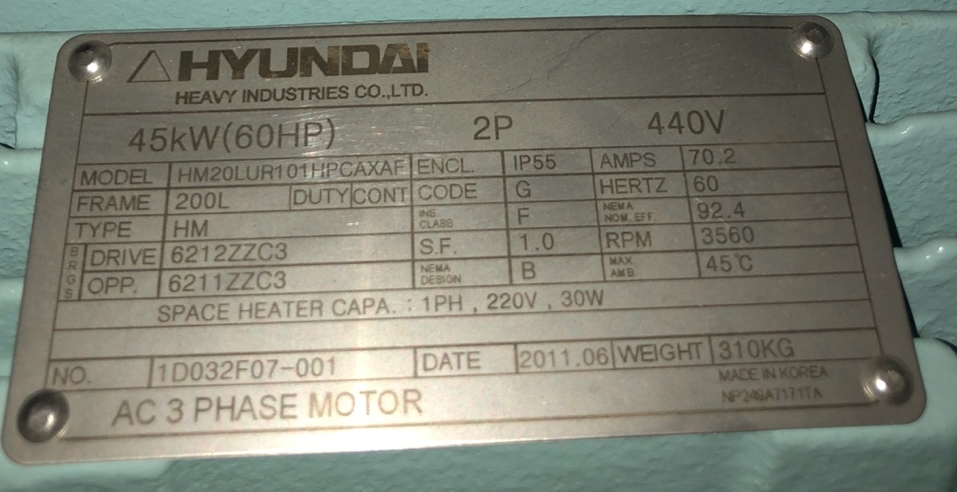 HYUNDAI
HEAVY INDUSTRIES CO.,LTD.
45kW(60HP) 2P 440V
MODEL HM20LUR101HPCAXAF ENCL. IP55 AMPS 70.2
FRAME 200L DUTY CONT CODE G HERTZ 60
TYPE HM INS. CLASS F NEMA NOM. EFF. 92.4
BRGS DRIVE 6212ZZC3 S.F. 1.0 RPM 3560
OPP. 6211ZZC3 NEMA DESIGN B MAX. AMB. 45℃
SPACE HEATER CAPA. : 1PH , 220V , 30W
NO. 1D032F07-001 DATE 2011.06 WEIGHT 310KG
MADE IN KOREA
AC 3 PHASE MOTOR NP249A7171TA